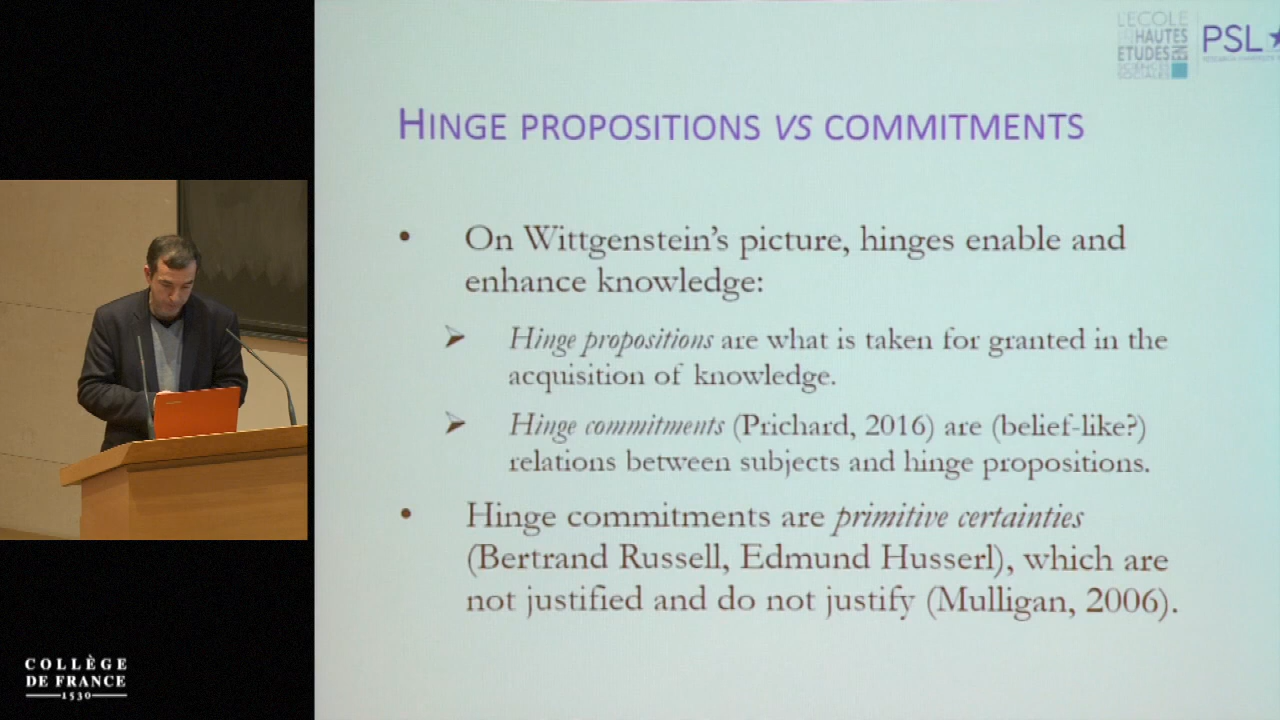 L'ECOLE
HAUTES
ETUDES
SCIENCES
SOCIALES
PSL
HINGE PROPOSITIONS VS COMMITMENTS
• On Wittgenstein's picture, hinges enable and
enhance knowledge:
Hinge propositions are what is taken for granted in the
acquisition of knowledge.
Hinge commitments (Prichard, 2016) are (belief-like?)
relations between subjects and hinge propositions.
• Hinge commitments are primitive certainties
(Bertrand Russell, Edmund Husserl), which are
not justified and do not justify (Mulligan, 2006).
COLLÈGE
DE FRANCE
1530